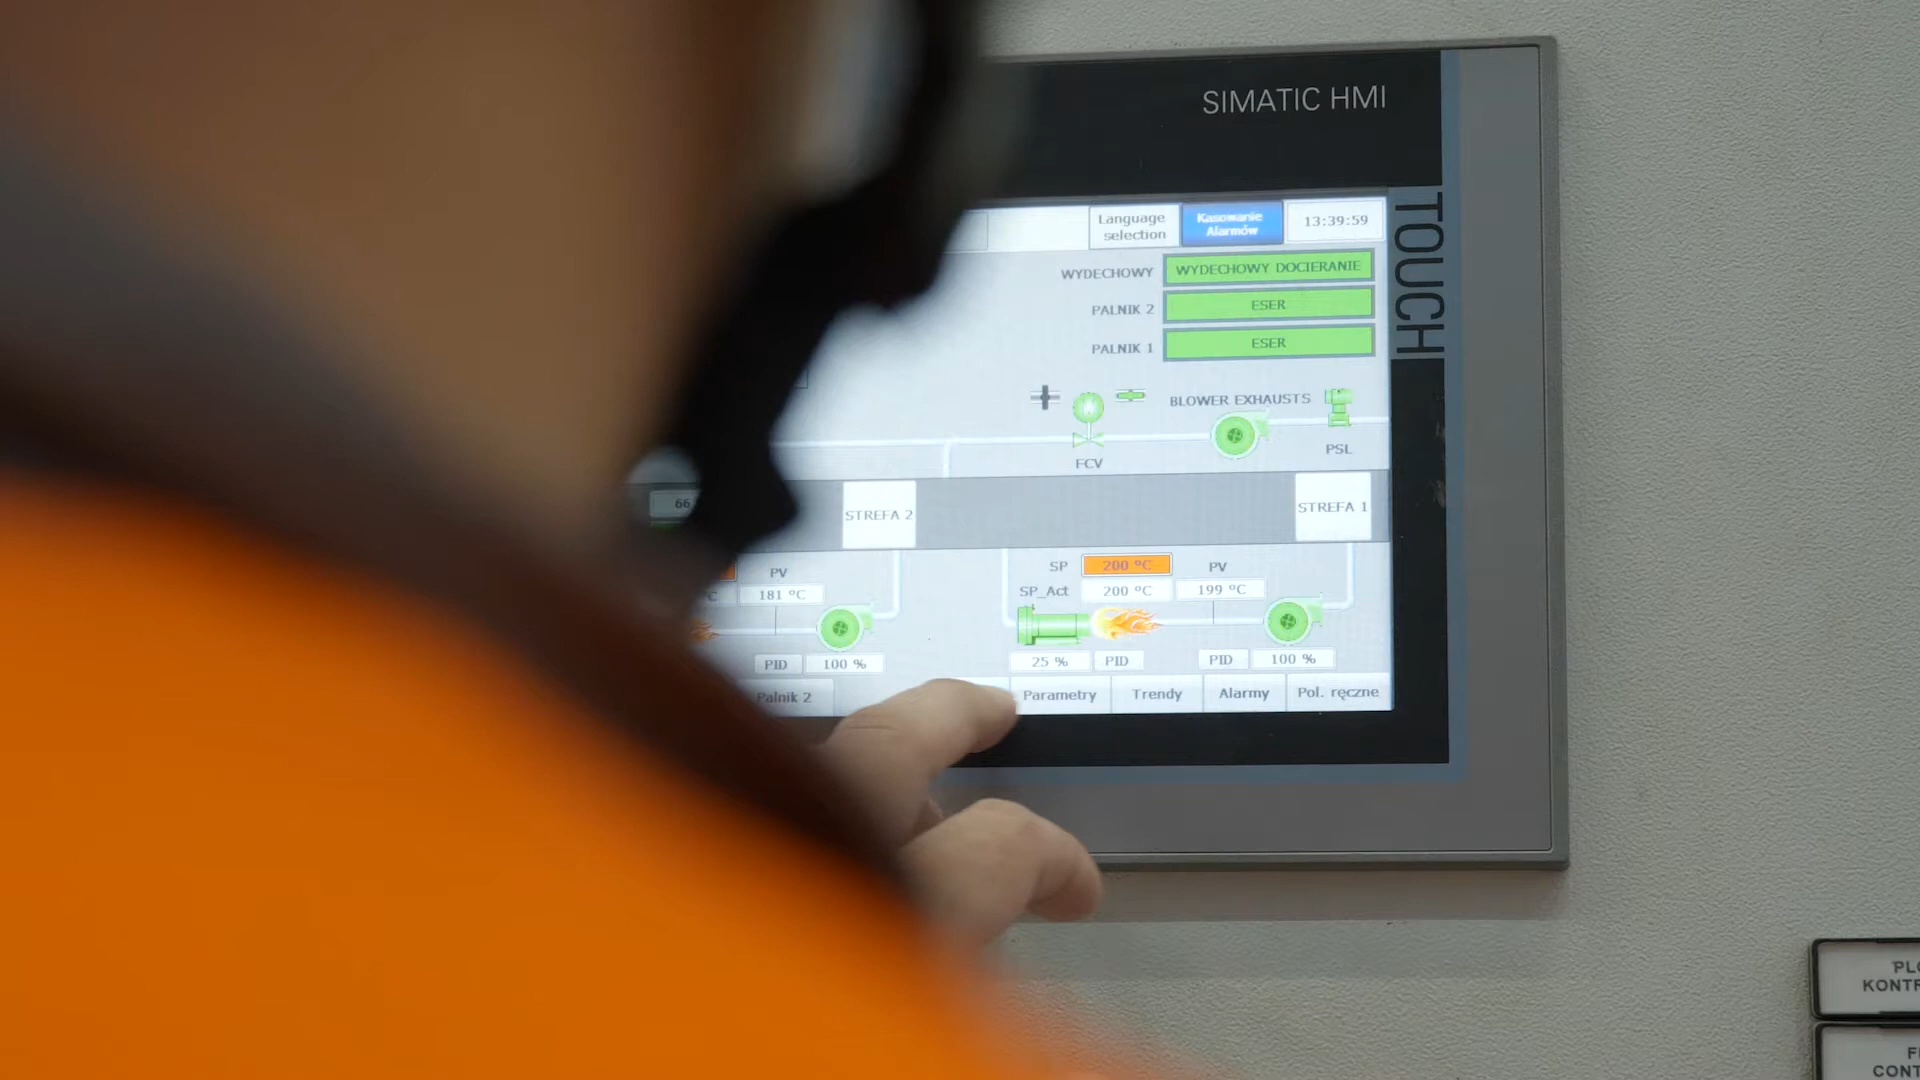 SIMATIC HMI
TOUCH
Language
selection
Kasowanie
Alarmów
13:39:59
WYDECHOWY
WYDECHOWY DOCIERANIE
PALNIK 2
ESER
PALNIK 1
ESER
BLOWER EXHAUSTS
FCV
PSL
66
STREFA 2
STREFA 1
PV
C
181 °C
SP
200 °C
PV
SP_Act
200 °C
199 °C
PID
100 %
25 %
PID
PID
100 %
Palnik 2
Parametry
Trendy
Alarmy
Pol. ręczne